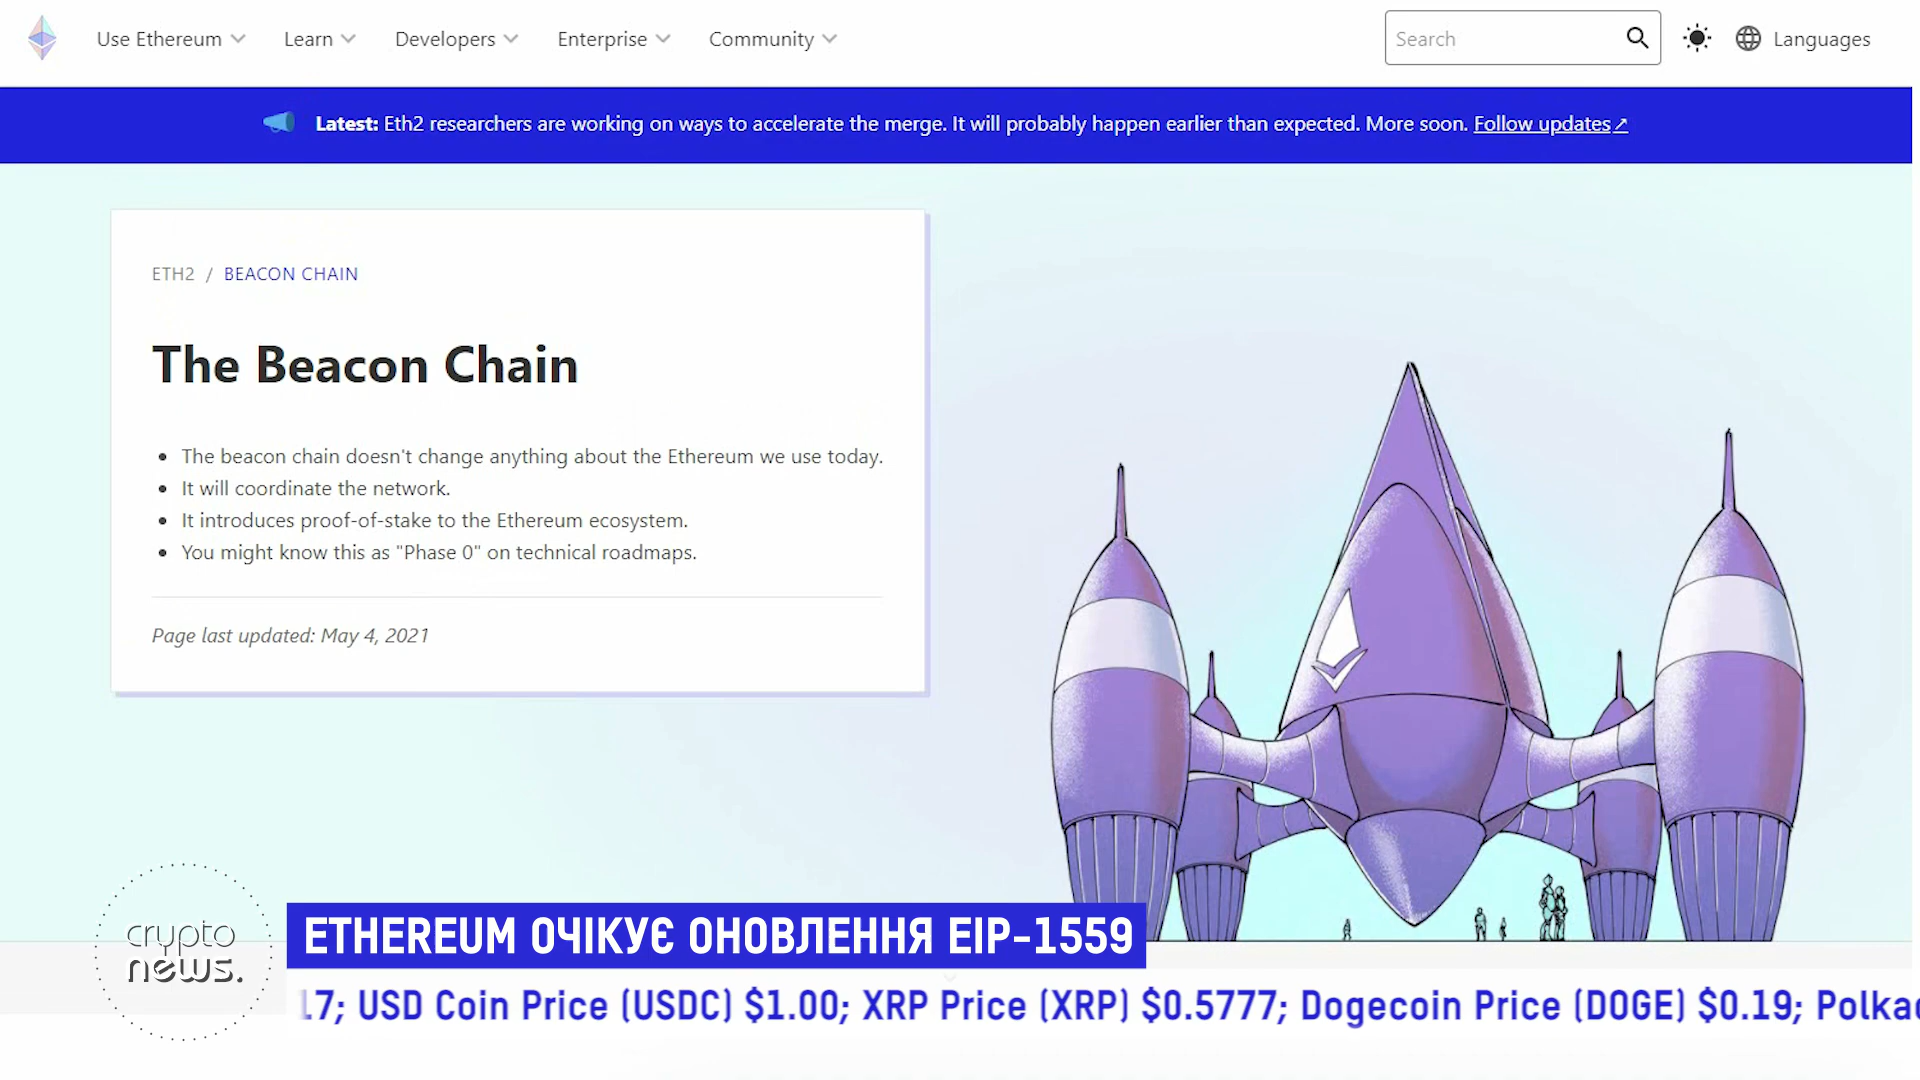 Use Ethereum Learn Developers Enterprise Community Search Languages
Latest: Eth2 researchers are working on ways to accelerate the merge. It will probably happen earlier than expected. More soon. Follow updates↗
ETH2 / BEACON CHAIN
The Beacon Chain
• The beacon chain doesn't change anything about the Ethereum we use today.
• It will coordinate the network.
• It introduces proof-of-stake to the Ethereum ecosystem.
• You might know this as "Phase 0" on technical roadmaps.
Page last updated: May 4, 2021
crypto
news.
ETHEREUM ОЧІКУЄ ОНОВЛЕННЯ EIP-1559
17; USD Coin Price (USDC) $1.00; XRP Price (XRP) $0.5777; Dogecoin Price (DOGE) $0.19; Polka